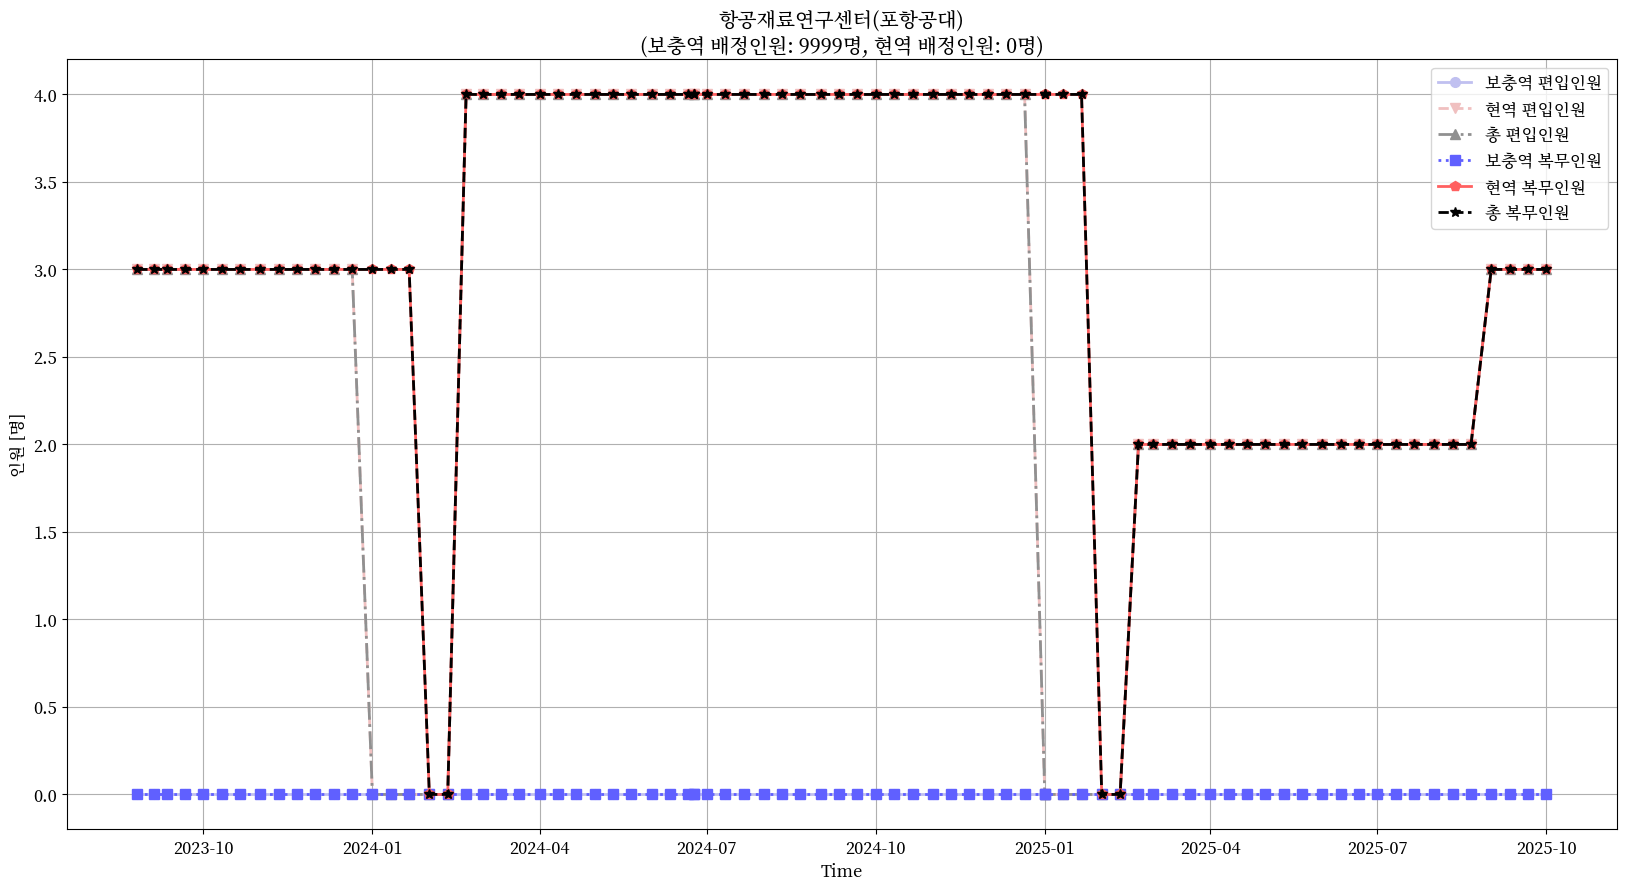 항공재료연구센터(포항공대)
(보충역 배정인원: 9999명, 현역 배정인원: 0명)
4.0
3.5
3.0
2.5
2.0
1.5
1.0
0.5
0.0
인원 [명]
보충역 편입인원
현역 편입인원
총 편입인원
보충역 복무인원
현역 복무인원
총 복무인원
2023-10
2024-01
2024-04
2024-07
2024-10
2025-01
2025-04
2025-07
2025-10
Time